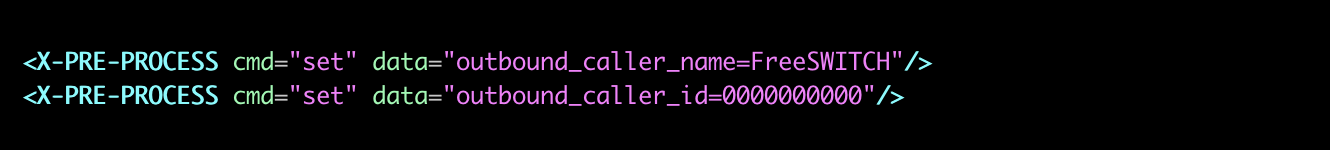 <X-PRE-PROCESS cmd="set" data="outbound_caller_name=FreeSWITCH"/>
<X-PRE-PROCESS cmd="set" data="outbound_caller_id=0000000000"/>